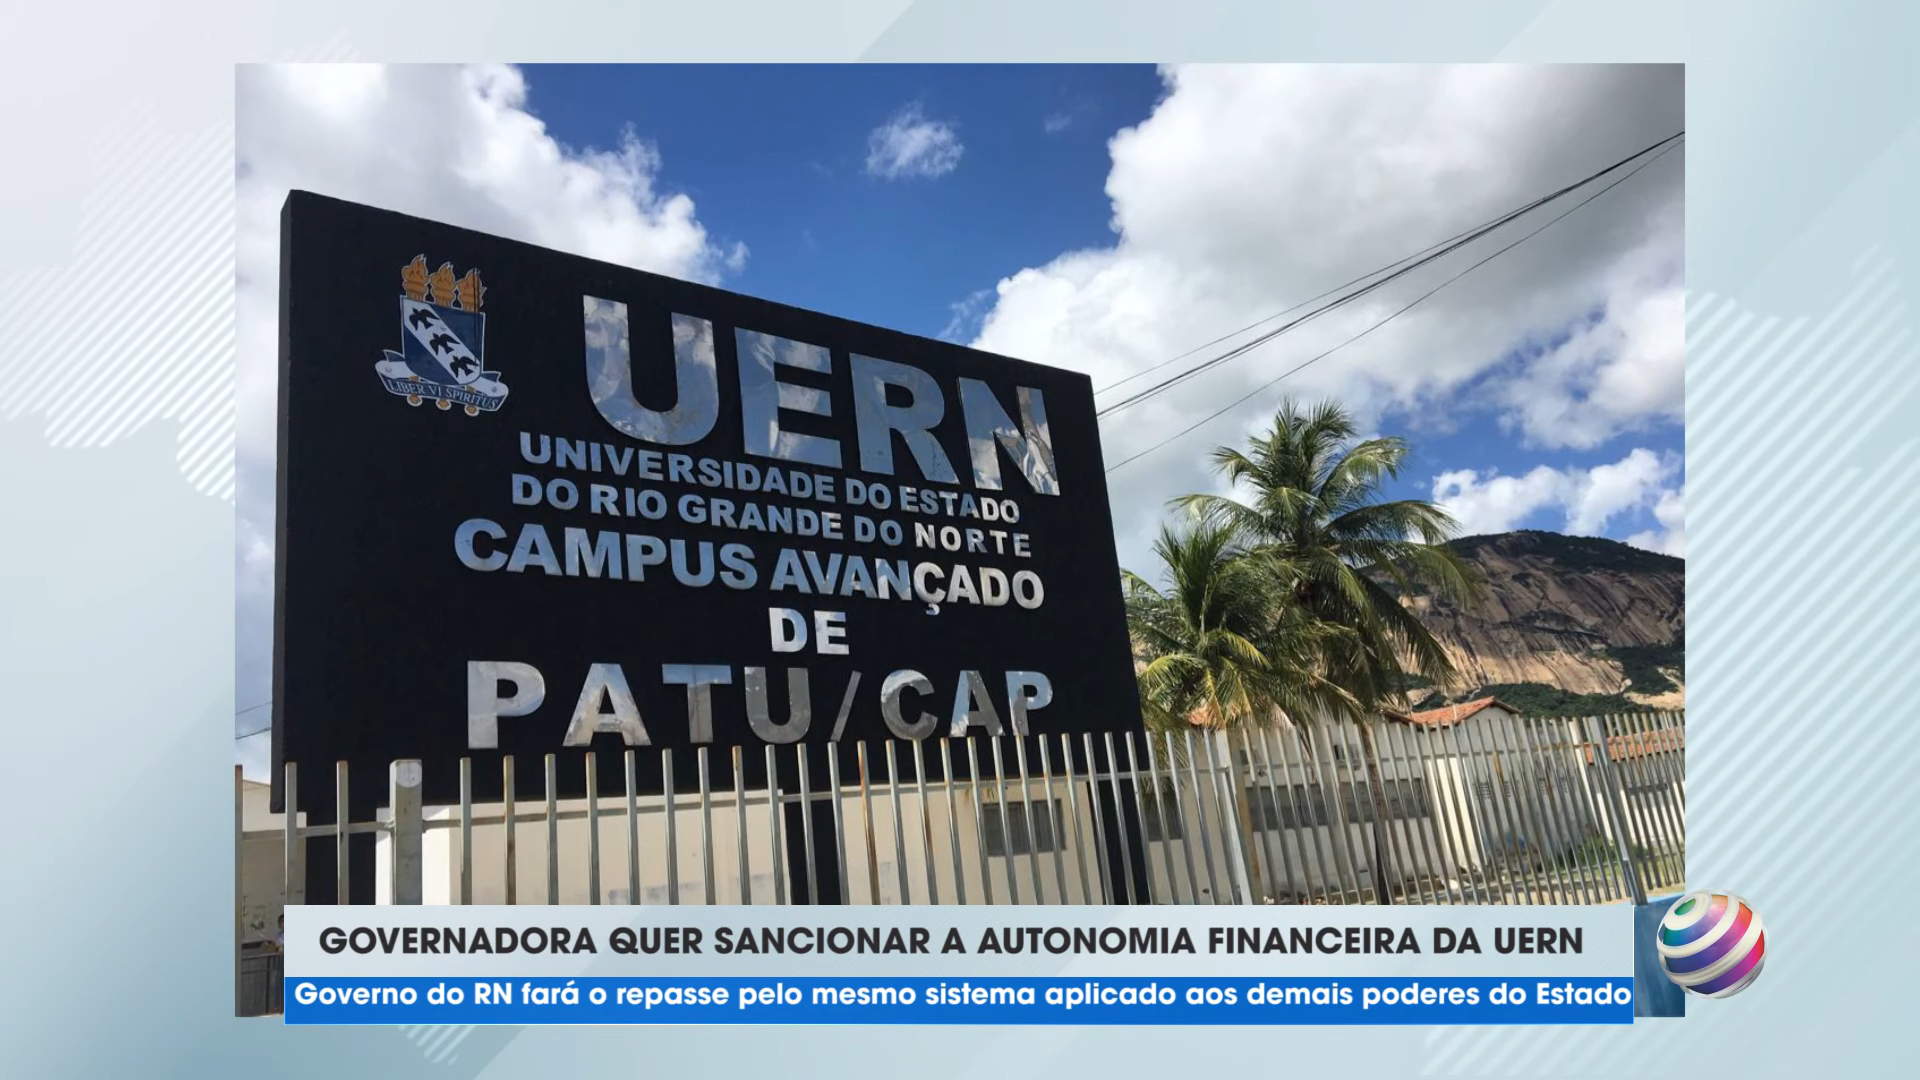 LIBER VI SPIRITUS
UERN
UNIVERSIDADE DO ESTADO
DO RIO GRANDE DO NORTE
CAMPUS AVANÇADO
DE
PATU/CAP
GOVERNADORA QUER SANCIONAR A AUTONOMIA FINANCEIRA DA UERN
Governo do RN fará o repasse pelo mesmo sistema aplicado aos demais poderes do Estado